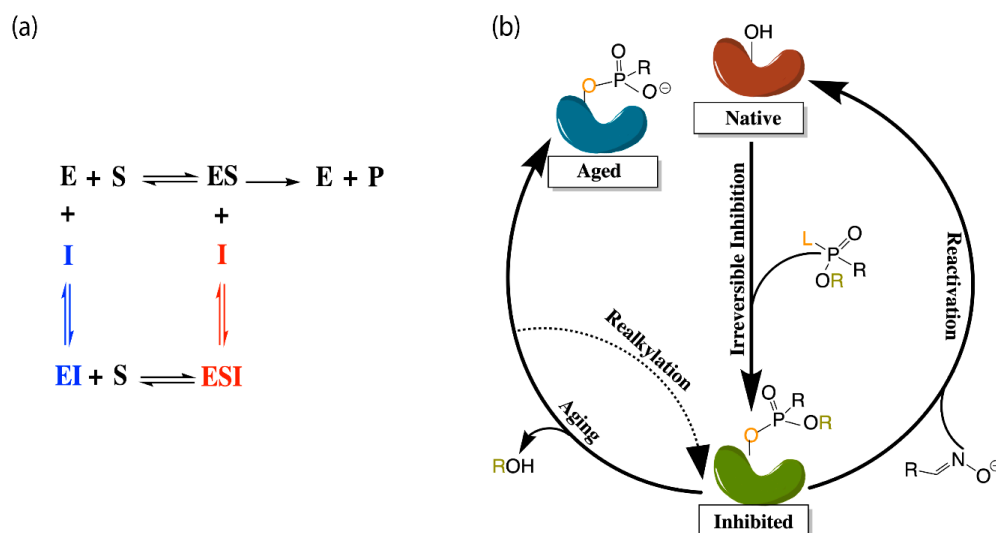 (a)
E + S ⇌ ES ⟶ E + P
+ +
I I
EI + S ⇌ ESI
(b)
O
P
R
O
O⊖
Aged
OH
Native
Irreversible Inhibition
L
O
P
R
OR
Reactivation
Realkylation
Aging
ROH
O
R
P
O
OR
Inhibited
R
N
O⊖